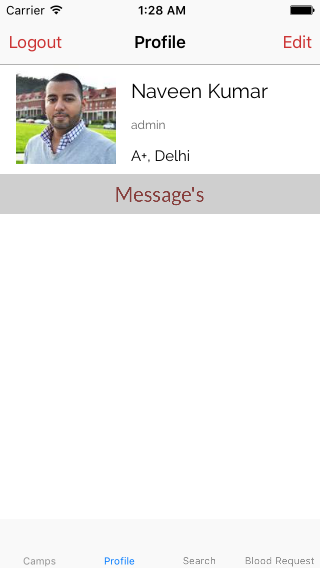 Carrier 1:28 AM
Logout Profile Edit
Naveen Kumar
admin
A+, Delhi
Message's
Camps Profile Search Blood Request